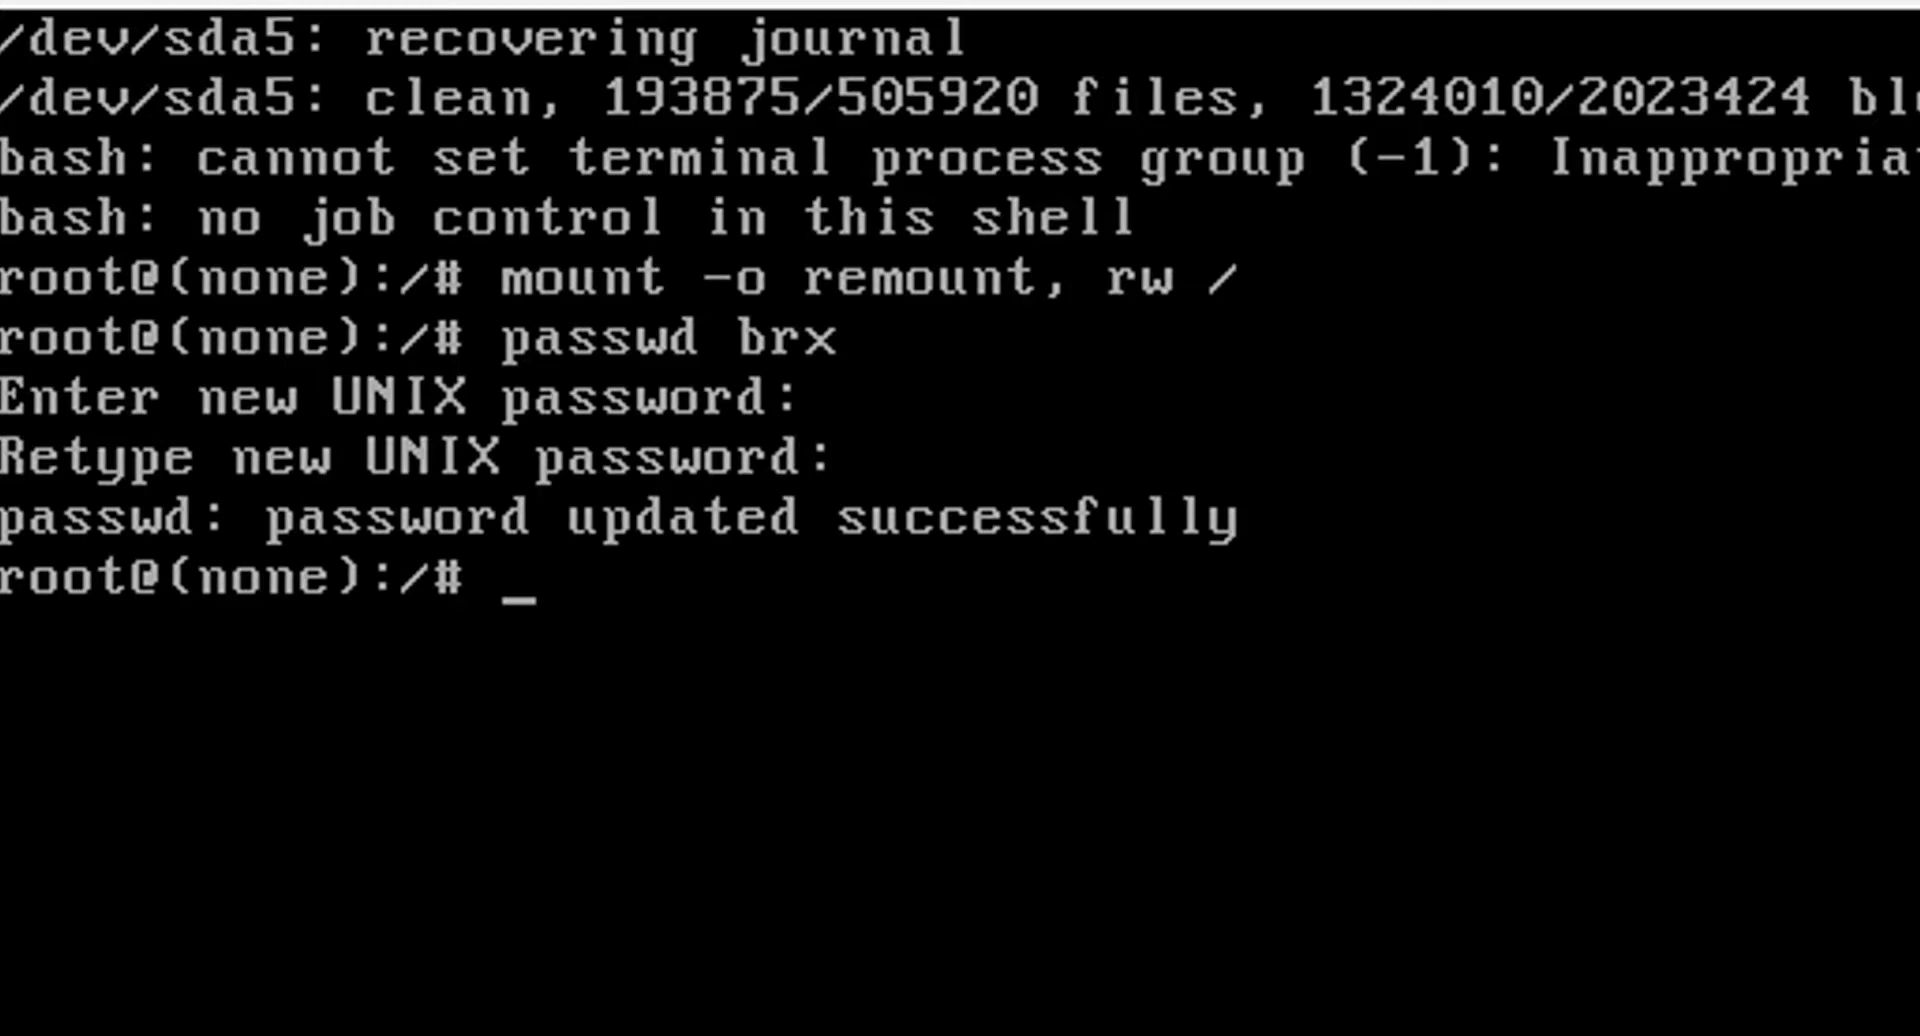 /dev/sda5: recovering journal
/dev/sda5: clean, 193875/505920 files, 1324010/2023424
bash: cannot set terminal process group (-1):
bash: no job control in this shell
root@(none):/# mount -o remount, rw /
root@(none):/# passwd brx
Enter new UNIX password:
Retype new UNIX password:
passwd: password updated successfully
root@(none):/# _